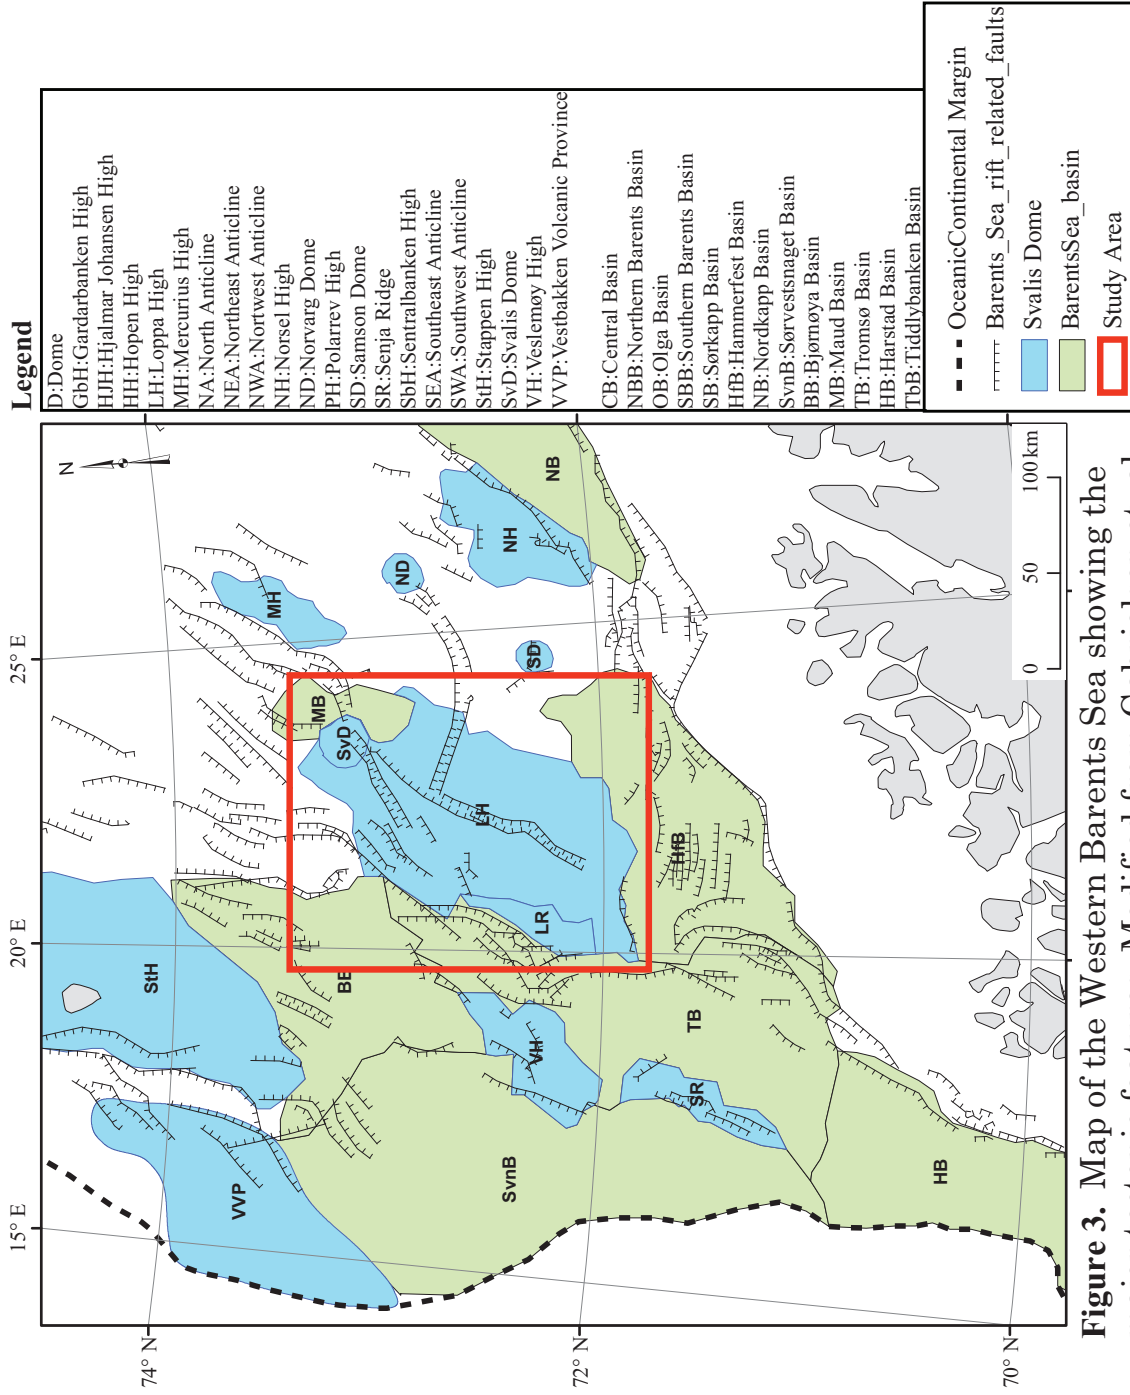 Legend
D:Dome
GbH:Gardarbanken High
HJH:Hjalmar Johansen High
HH:Hopen High
LH:Loppa High
MH:Mercurius High
NA:North Anticline
NEA:Northeast Anticline
NWA:Nortwest Anticline
NH:Norsel High
ND:Norvarg Dome
PH:Polarrev High
SD:Samson Dome
SR:Senja Ridge
SbH:Sentralbanken High
SEA:Southeast Anticline
SWA:Southwest Anticline
StH:Stappen High
SvD:Svalis Dome
VH:Veslemøy High
VVP:Vestbakken Volcanic Province
CB:Central Basin
NBB:Northern Barents Basin
OB:Olga Basin
SBB:Southern Barents Basin
SB:Sørkapp Basin
HfB:Hammerfest Basin
NB:Nordkapp Basin
SvnB:Sørvestsnaget Basin
BB:Bjørnøya Basin
MB:Maud Basin
TB:Tromsø Basin
HB:Harstad Basin
TbB:Tiddlybanken Basin
OceanicContinental Margin
Barents_Sea_rift_related_faults
Svalis Dome
BarentsSea_basin
Study Area
15° E
20° E
25° E
74° N
72° N
70° N
N
VVP
StH
MH
ND
NH
NB
SD
MB
SvD
LH
LR
BB
VH
SvnB
TB
SR
HfB
HB
0
50
100 km
Figure 3. Map of the Western Barents Sea showing the